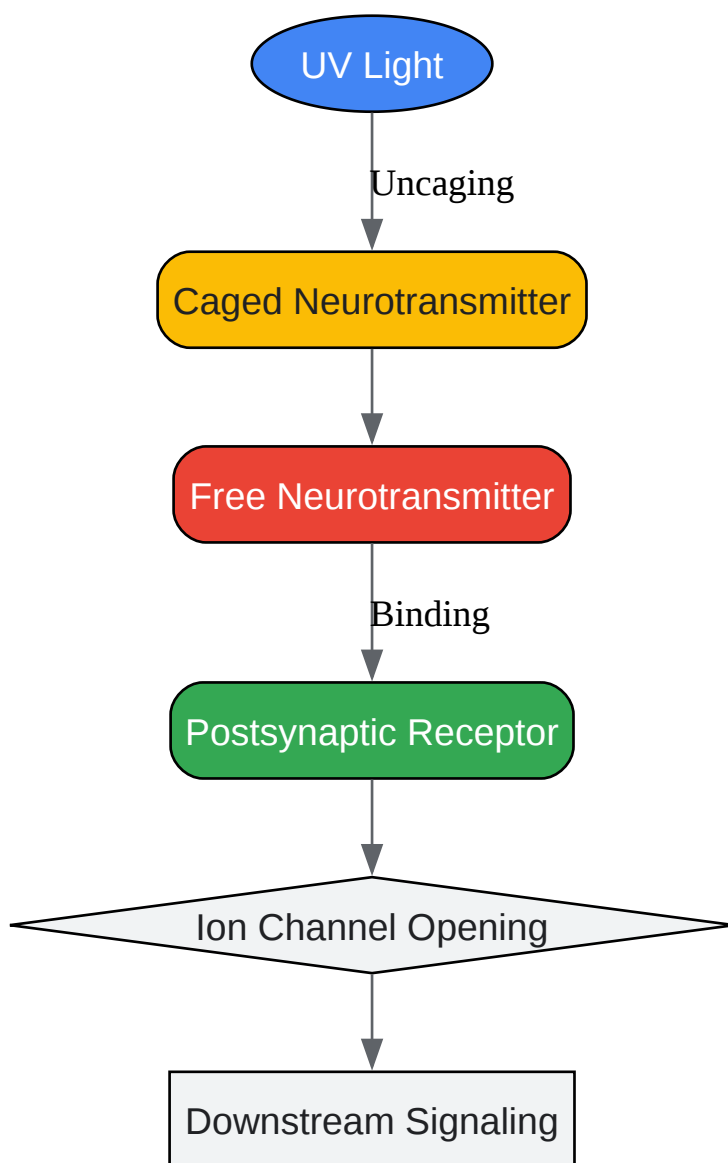 UV Light
Uncaging
Caged Neurotransmitter
Free Neurotransmitter
Binding
Postsynaptic Receptor
Ion Channel Opening
Downstream Signaling